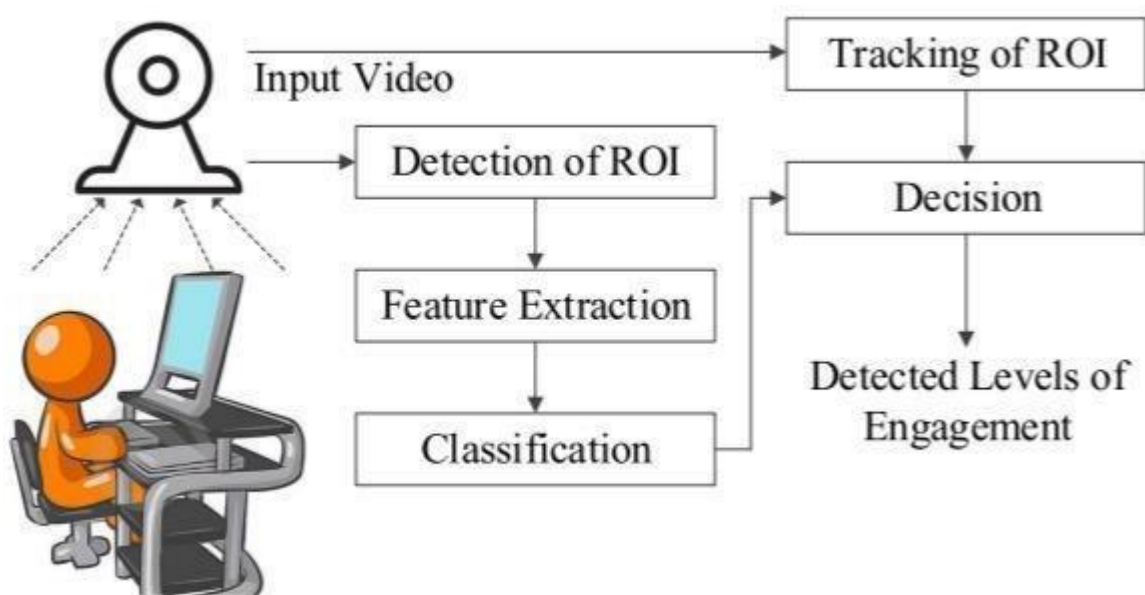 Input Video
Tracking of ROI
Detection of ROI
Decision
Feature Extraction
Classification
Detected Levels of
Engagement